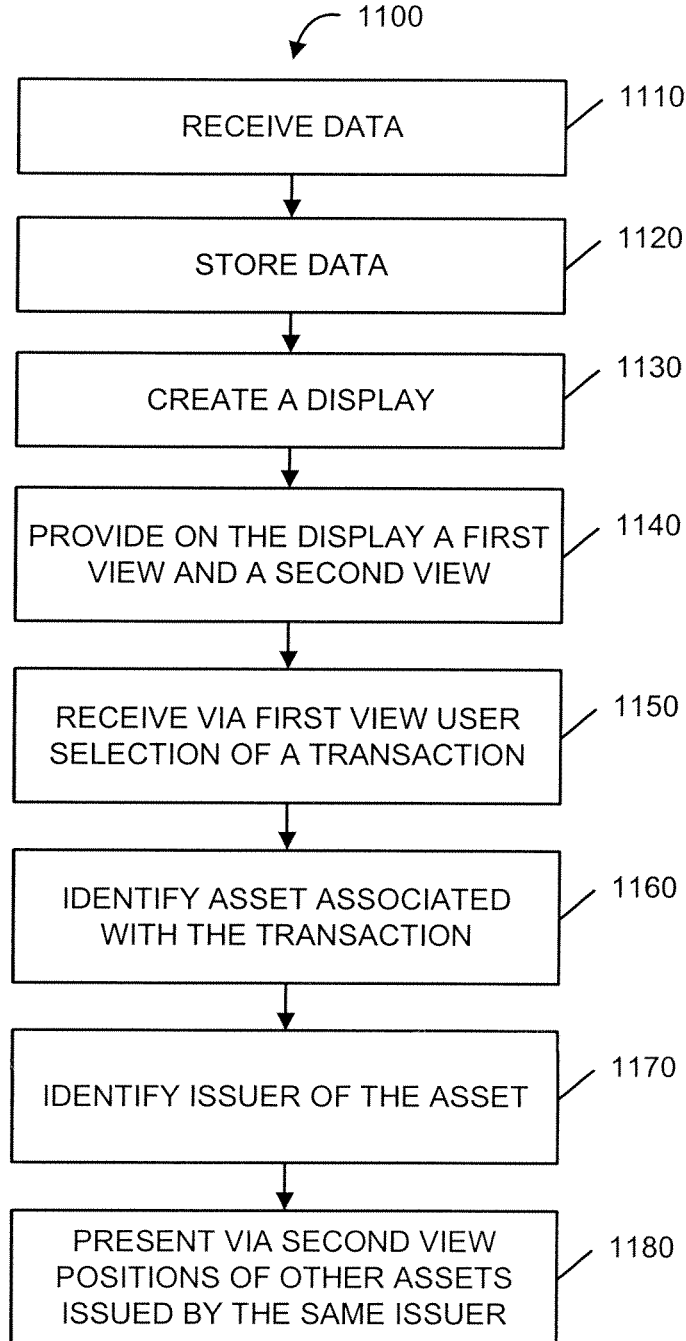 1100
RECEIVE DATA
1110
STORE DATA
1120
CREATE A DISPLAY
1130
PROVIDE ON THE DISPLAY A FIRST
VIEW AND A SECOND VIEW
1140
RECEIVE VIA FIRST VIEW USER
SELECTION OF A TRANSACTION
1150
IDENTIFY ASSET ASSOCIATED
WITH THE TRANSACTION
1160
IDENTIFY ISSUER OF THE ASSET
1170
PRESENT VIA SECOND VIEW
POSITIONS OF OTHER ASSETS
ISSUED BY THE SAME ISSUER
1180